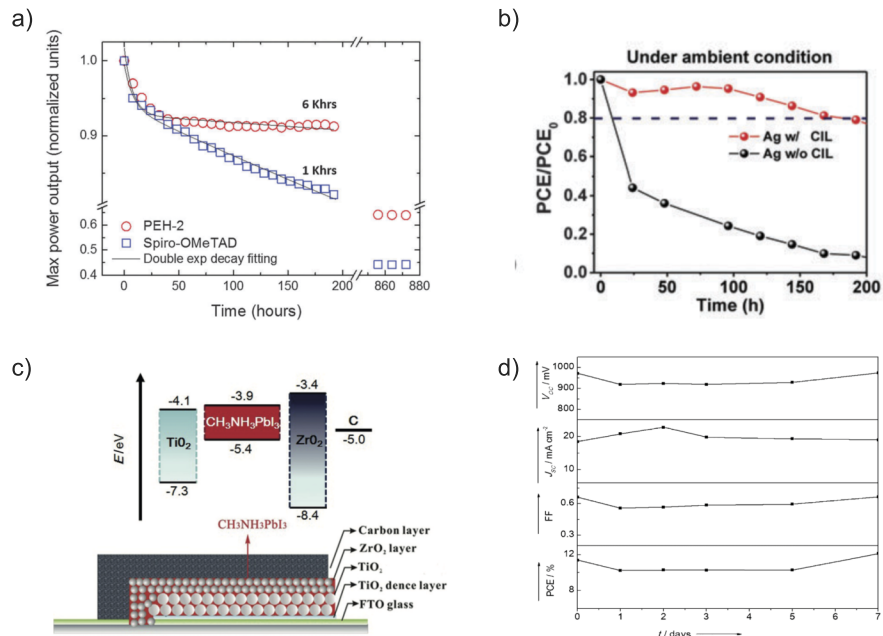 a)
Max power output (normalized units)
1.0
0.9
0.6
0.5
0.4
6 Khrs
1 Khrs
PEH-2
Spiro-OMeTAD
Double exp decay fitting
0 50 100 150 200 860 880
Time (hours)
b)
Under ambient condition
PCE/PCE0
1.0
0.8
0.6
0.4
0.2
0.0
Ag w/ CIL
Ag w/o CIL
0 50 100 150 200
Time (h)
c)
E/eV
-4.1
TiO2
-7.3
-3.9
CH3NH3PbI3
-5.4
-3.4
ZrO2
-8.4
C
-5.0
CH3NH3PbI3
Carbon layer
ZrO2 layer
TiO2
TiO2 dence layer
FTO glass
d)
VOC / mV
1000
900
800
JSC / mA cm-2
20
10
FF
0.6
0.3
PCE / %
12
8
0
0 1 2 3 4 5 6 7
t / days